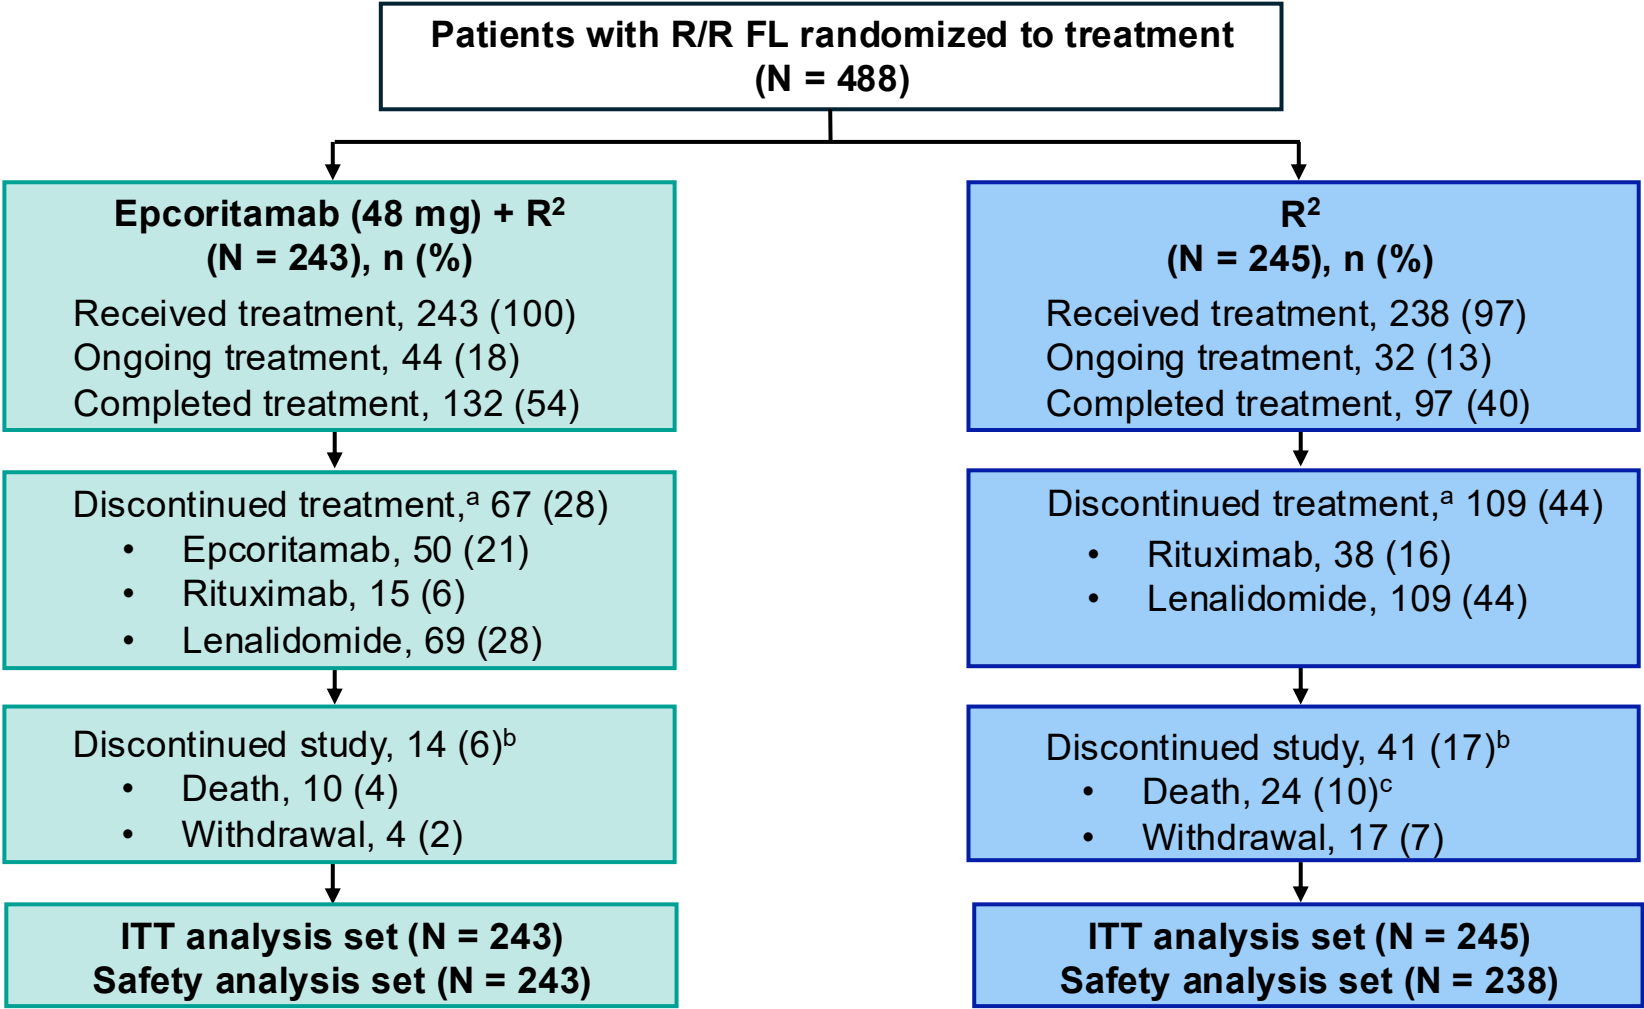 Patients with R/R FL randomized to treatment
(N = 488)
Epcoritamab (48 mg) + R²
(N = 243), n (%)
Received treatment, 243 (100)
Ongoing treatment, 44 (18)
Completed treatment, 132 (54)
Discontinued treatment,ᵃ 67 (28)
• Epcoritamab, 50 (21)
• Rituximab, 15 (6)
• Lenalidomide, 69 (28)
Discontinued study, 14 (6)ᵇ
• Death, 10 (4)
• Withdrawal, 4 (2)
ITT analysis set (N = 243)
Safety analysis set (N = 243)
R²
(N = 245), n (%)
Received treatment, 238 (97)
Ongoing treatment, 32 (13)
Completed treatment, 97 (40)
Discontinued treatment,ᵃ 109 (44)
• Rituximab, 38 (16)
• Lenalidomide, 109 (44)
Discontinued study, 41 (17)ᵇ
• Death, 24 (10)ᶜ
• Withdrawal, 17 (7)
ITT analysis set (N = 245)
Safety analysis set (N = 238)